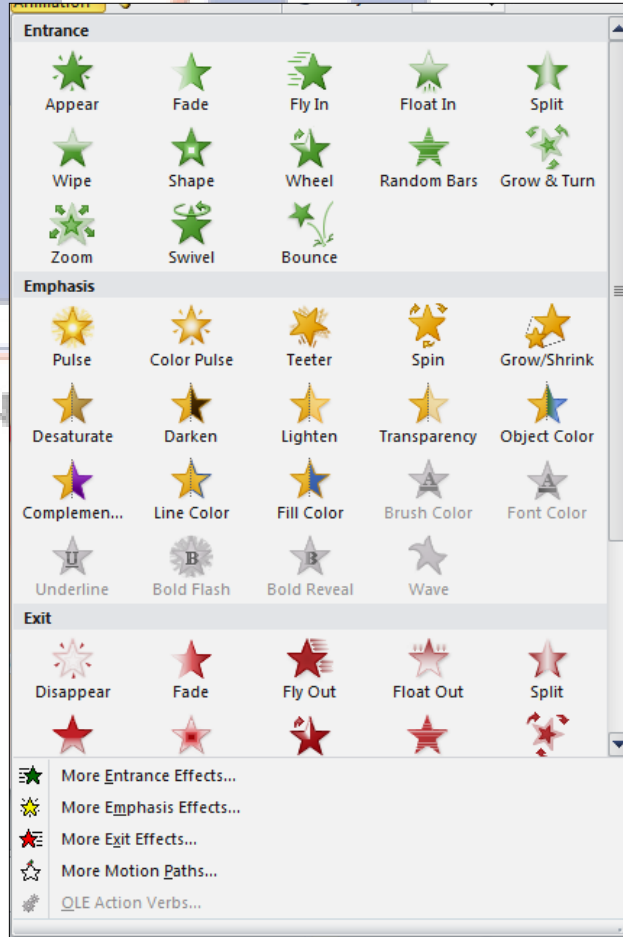 Animation
Entrance
Appear Fade Fly In Float In Split
Wipe Shape Wheel Random Bars Grow & Turn
Zoom Swivel Bounce
Emphasis
Pulse Color Pulse Teeter Spin Grow/Shrink
Desaturate Darken Lighten Transparency Object Color
Complemen... Line Color Fill Color Brush Color Font Color
Underline Bold Flash Bold Reveal Wave
Exit
Disappear Fade Fly Out Float Out Split
More Entrance Effects...
More Emphasis Effects...
More Exit Effects...
More Motion Paths...
OLE Action Verbs...